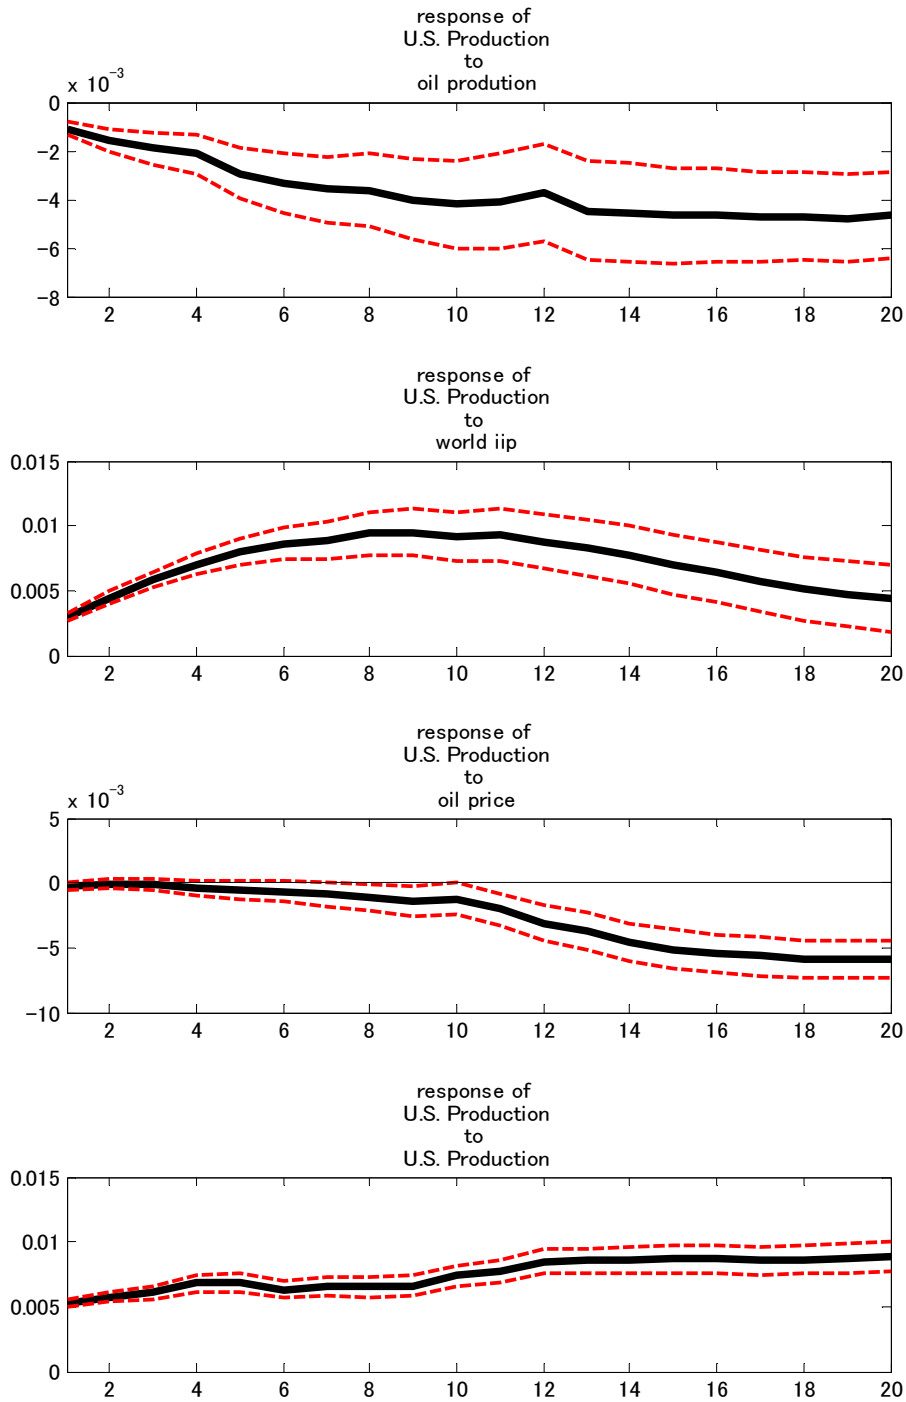 response of
U.S. Production
to
oil prodution
x 10⁻³
0
−2
−4
−6
−8
2 4 6 8 10 12 14 16 18 20
response of
U.S. Production
to
world iip
0.015
0.01
0.005
0
2 4 6 8 10 12 14 16 18 20
response of
U.S. Production
to
oil price
x 10⁻³
5
0
−5
−10
2 4 6 8 10 12 14 16 18 20
response of
U.S. Production
to
U.S. Production
0.015
0.01
0.005
0
2 4 6 8 10 12 14 16 18 20